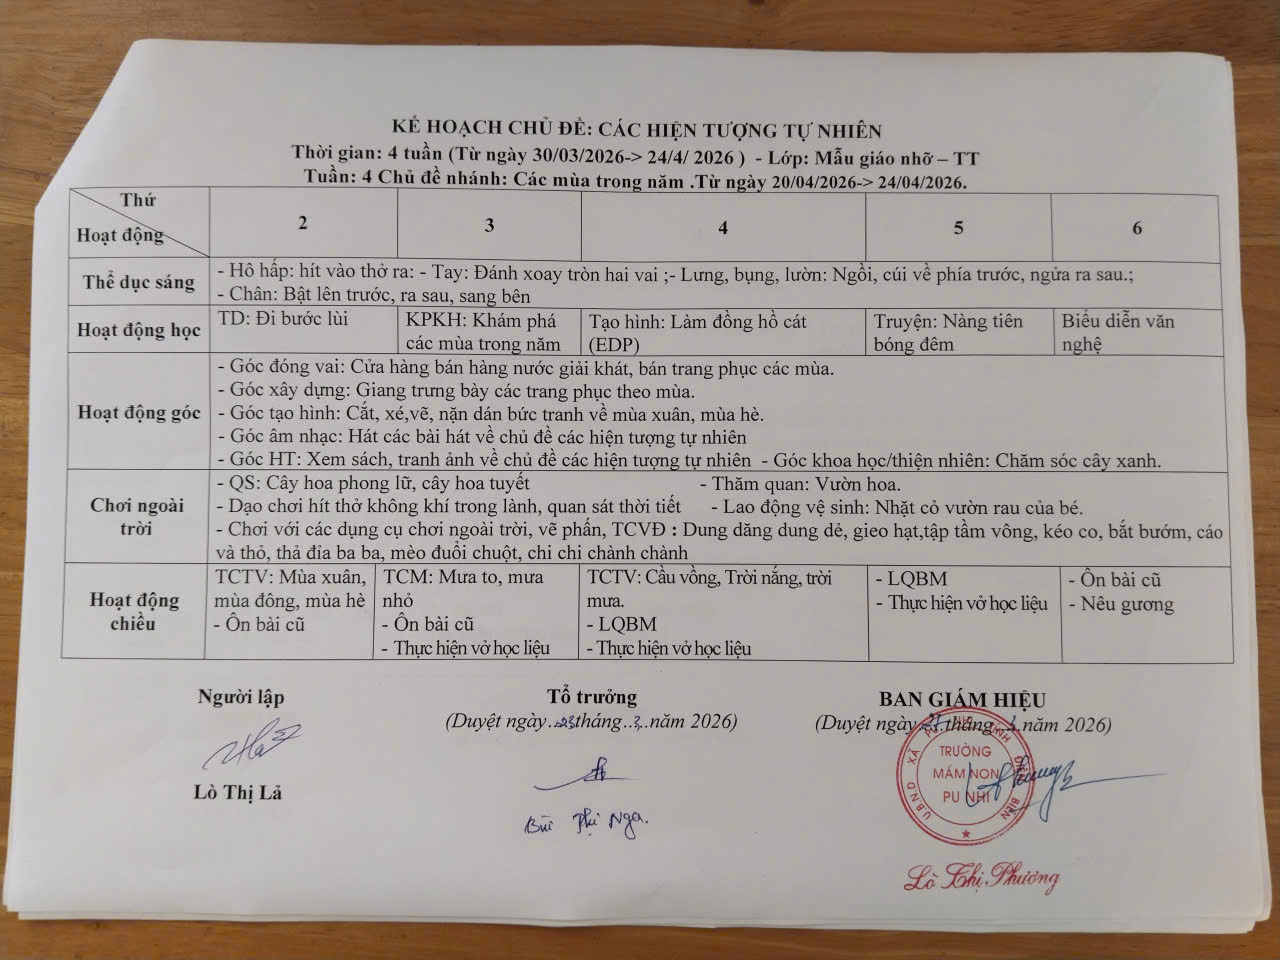 KẾ HOẠCH CHỦ ĐỀ: CÁC HIỆN TƯỢNG TỰ NHIÊN
Thời gian: 4 tuần (Từ ngày 30/03/2026-> 24/4/ 2026 ) - Lớp: Mẫu giáo nhỡ – TT
Tuần: 4 Chủ đề nhánh: Các mùa trong năm .Từ ngày 20/04/2026-> 24/04/2026.
Thứ
Hoạt động
2
3
4
5
6
Thể dục sáng
- Hô hấp: hít vào thở ra: - Tay: Đánh xoay tròn hai vai ;- Lưng, bụng, lườn: Ngồi, cúi về phía trước, ngửa ra sau.;
- Chân: Bật lên trước, ra sau, sang bên
Hoạt động học
TD: Đi bước lùi
KPKH: Khám phá
các mùa trong năm
Tạo hình: Làm đồng hồ cát
(EDP)
Truyện: Nàng tiên
bóng đêm
Biểu diễn văn
nghệ
Hoạt động góc
- Góc đóng vai: Cửa hàng bán hàng nước giải khát, bán trang phục các mùa.
- Góc xây dựng: Giang trưng bày các trang phục theo mùa.
- Góc tạo hình: Cắt, xé,vẽ, nặn dán bức tranh về mùa xuân, mùa hè.
- Góc âm nhạc: Hát các bài hát về chủ đề các hiện tượng tự nhiên
- Góc HT: Xem sách, tranh ảnh về chủ đề các hiện tượng tự nhiên - Góc khoa học/thiện nhiên: Chăm sóc cây xanh.
Chơi ngoài
trời
- QS: Cây hoa phong lữ, cây hoa tuyết - Thăm quan: Vườn hoa.
- Dạo chơi hít thở không khí trong lành, quan sát thời tiết - Lao động vệ sinh: Nhặt cỏ vườn rau của bé.
- Chơi với các dụng cụ chơi ngoài trời, vẽ phấn, TCVĐ : Dung dăng dung dẻ, gieo hạt,tập tầm vông, kéo co, bắt bướm, cáo
và thỏ, thả đỉa ba ba, mèo đuổi chuột, chi chi chành chành
Hoạt động
chiều
TCTV: Mùa xuân,
mùa đông, mùa hè
- Ôn bài cũ
TCM: Mưa to, mưa
nhỏ
- Ôn bài cũ
- Thực hiện vở học liệu
TCTV: Cầu vồng, Trời nắng, trời
mưa.
- LQBM
- Thực hiện vở học liệu
- LQBM
- Thực hiện vở học liệu
- Ôn bài cũ
- Nêu gương
Người lập
Tổ trưởng
BAN GIÁM HIỆU
(Duyệt ngày..23tháng..3..năm 2026)
(Duyệt ngày 27.tháng.. ..năm 2026)
TRƯỜNG
MẦM NON
PU NHI
U.B.N.D XÃ
ĐIỆN BIÊN
Lò Thị Lả
Bùi Thị Nga.
Lò Thị Phương